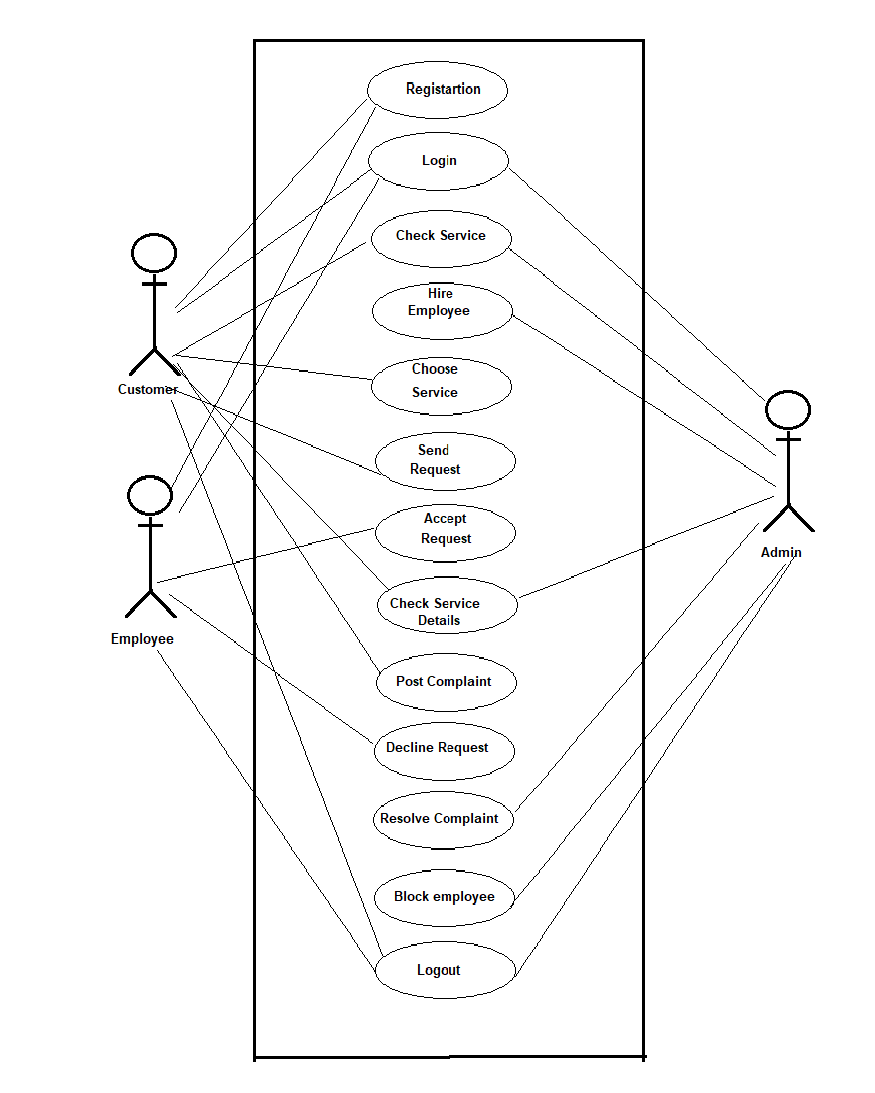 Registartion
Login
Check Service
Hire
Employee
Choose
Service
Customer
Send
Request
Accept
Request
Admin
Check Service
Details
Employee
Post Complaint
Decline Request
Resolve Complaint
Block employee
Logout